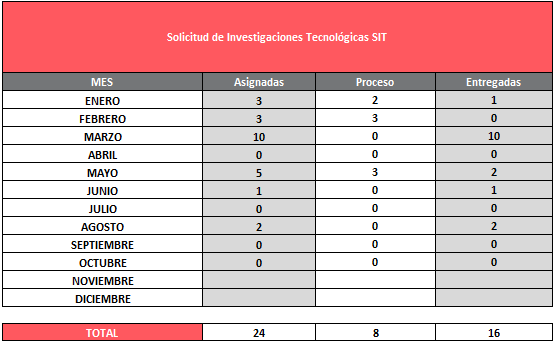 Solicitud de Investigaciones Tecnológicas SIT
MES Asignadas Proceso Entregadas
ENERO 3 2 1
FEBRERO 3 3 0
MARZO 10 0 10
ABRIL 0 0 0
MAYO 5 3 2
JUNIO 1 0 1
JULIO 0 0 0
AGOSTO 2 0 2
SEPTIEMBRE 0 0 0
OCTUBRE 0 0 0
NOVIEMBRE
DICIEMBRE
TOTAL 24 8 16